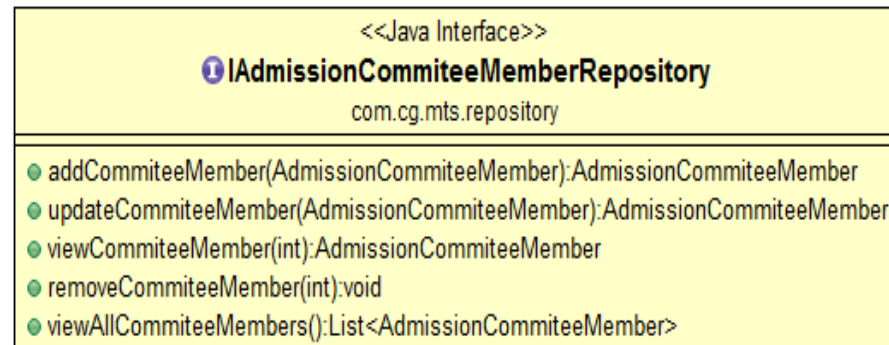 <<Java Interface>>
IAdmissionCommiteeMemberRepository
com.cg.mts.repository
addCommiteeMember(AdmissionCommiteeMember):AdmissionCommiteeMember
updateCommiteeMember(AdmissionCommiteeMember):AdmissionCommiteeMember
viewCommiteeMember(int):AdmissionCommiteeMember
removeCommiteeMember(int):void
viewAllCommiteeMembers():List<AdmissionCommiteeMember>